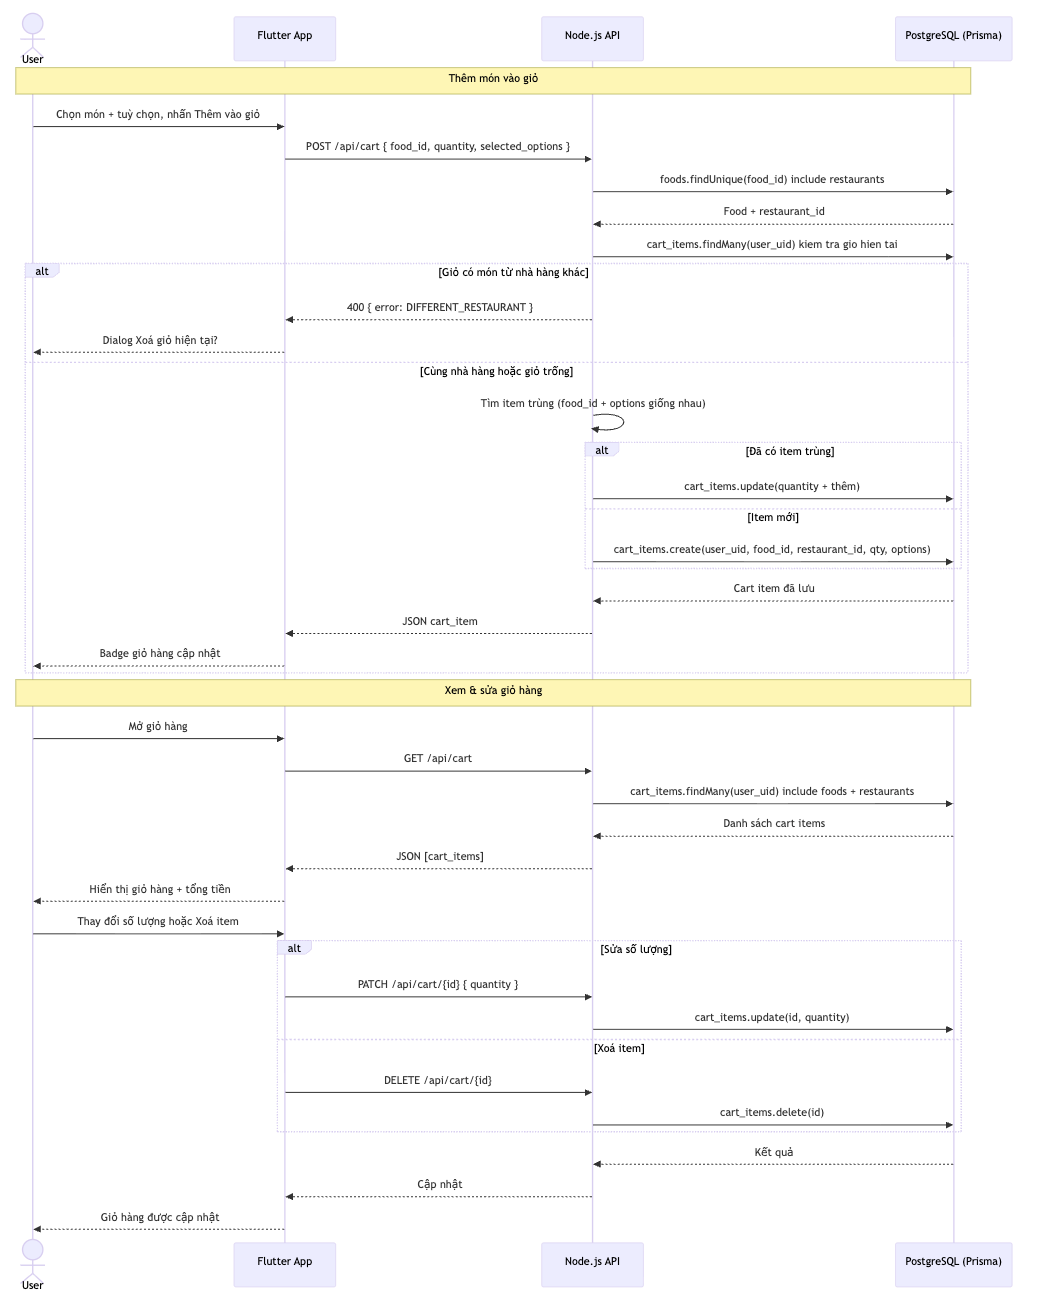 User
Flutter App
Node.js API
PostgreSQL (Prisma)
Thêm món vào giỏ
Chọn món + tuỳ chọn, nhấn Thêm vào giỏ
POST /api/cart { food_id, quantity, selected_options }
foods.findUnique(food_id) include restaurants
Food + restaurant_id
cart_items.findMany(user_uid) kiem tra gio hien tai
alt
[Giỏ có món từ nhà hàng khác]
400 { error: DIFFERENT_RESTAURANT }
Dialog Xoá giỏ hiện tại?
[Cùng nhà hàng hoặc giỏ trống]
Tìm item trùng (food_id + options giống nhau)
alt
[Đã có item trùng]
cart_items.update(quantity + thêm)
[Item mới]
cart_items.create(user_uid, food_id, restaurant_id, qty, options)
Cart item đã lưu
JSON cart_item
Badge giỏ hàng cập nhật
Xem & sửa giỏ hàng
Mở giỏ hàng
GET /api/cart
cart_items.findMany(user_uid) include foods + restaurants
Danh sách cart items
JSON [cart_items]
Hiển thị giỏ hàng + tổng tiền
Thay đổi số lượng hoặc Xoá item
alt
[Sửa số lượng]
PATCH /api/cart/{id} { quantity }
cart_items.update(id, quantity)
[Xoá item]
DELETE /api/cart/{id}
cart_items.delete(id)
Kết quả
Cập nhật
Giỏ hàng được cập nhật
User
Flutter App
Node.js API
PostgreSQL (Prisma)